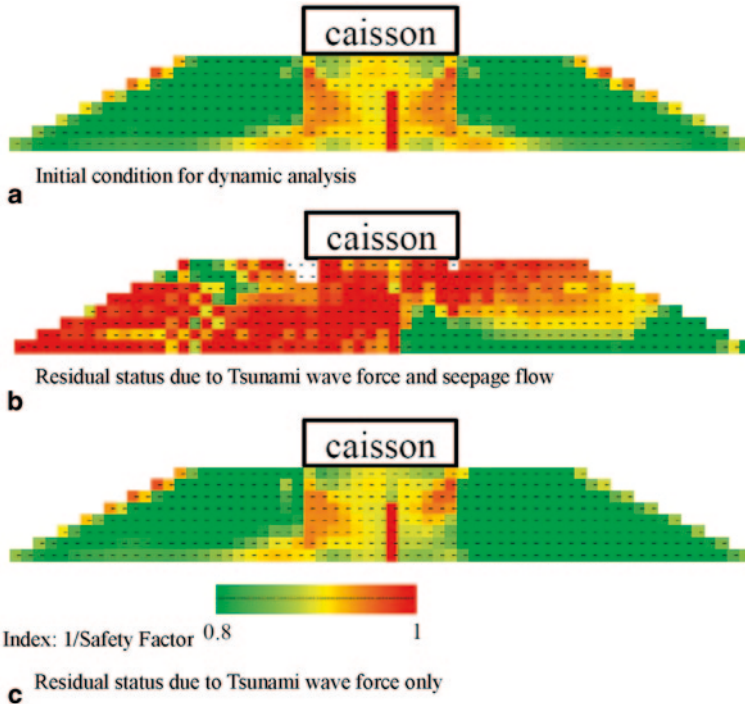 caisson
a Initial condition for dynamic analysis
caisson
b Residual status due to Tsunami wave force and seepage flow
caisson
Index: 1/Safety Factor 0.8 1
c Residual status due to Tsunami wave force only